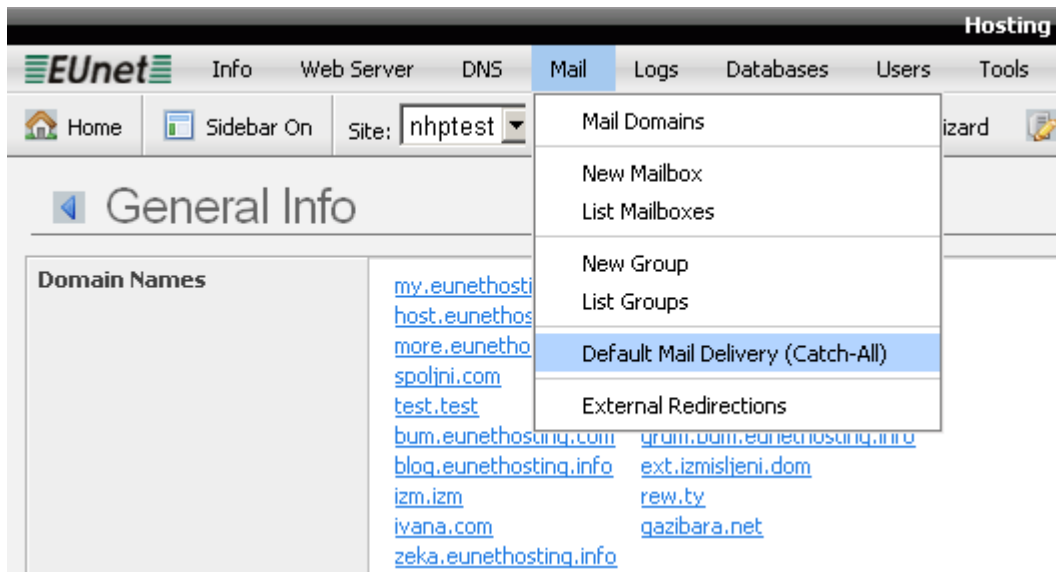 Hosting
EUnet Info Web Server DNS Mail Logs Databases Users Tools
Home Sidebar On Site: nhptest
Mail Domains
New Mailbox
List Mailboxes
New Group
List Groups
Default Mail Delivery (Catch-All)
External Redirections
General Info
Domain Names
spoljni.com
test.test
blog.eunethosting.info ext.izmisljeni.dom
izm.izm rew.ty
ivana.com gazibara.net
zeka.eunethosting.info